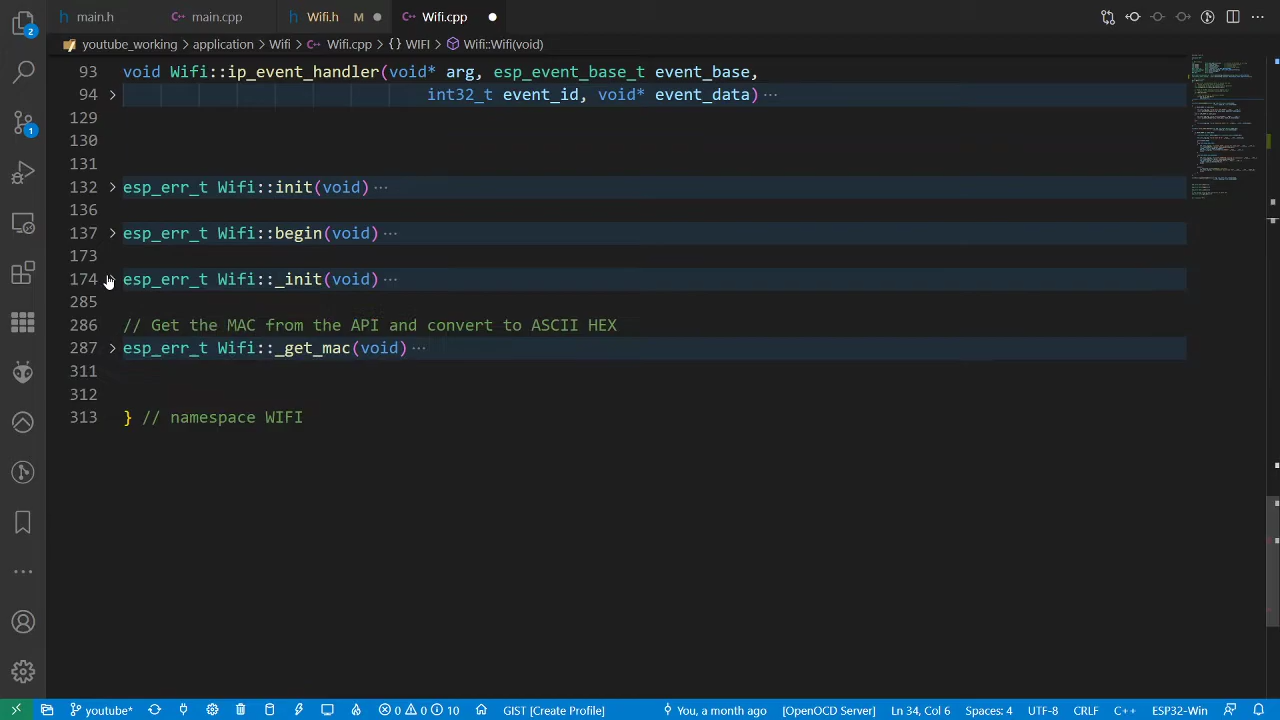 main.h main.cpp Wifi.h M Wifi.cpp
youtube_working > application > Wifi > Wifi.cpp > {} WIFI > Wifi::Wifi(void)
93 void Wifi::ip_event_handler(void* arg, esp_event_base_t event_base,
94 > int32_t event_id, void* event_data) ···
129
130
131
132 > esp_err_t Wifi::init(void) ···
136
137 > esp_err_t Wifi::begin(void) ···
173
174 > esp_err_t Wifi::_init(void) ···
285
286 // Get the MAC from the API and convert to ASCII HEX
287 > esp_err_t Wifi::_get_mac(void) ···
311
312
313 } // namespace WIFI
2
1
youtube* 0 0 10 GIST [Create Profile] You, a month ago [OpenOCD Server] Ln 34, Col 6 Spaces: 4 UTF-8 CRLF C++ ESP32-Win